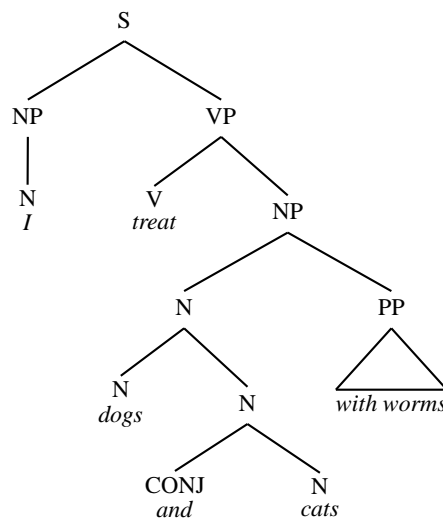 S
NP VP
N V NP
I treat
N PP
N N with worms
dogs
CONJ N
and cats